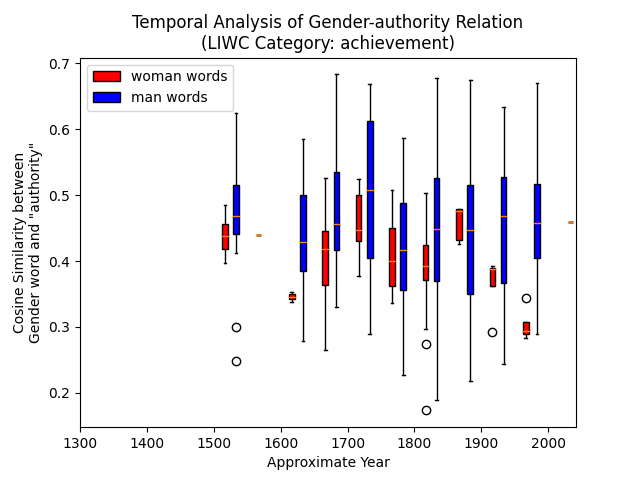 Temporal Analysis of Gender-authority Relation
(LIWC Category: achievement)
woman words
man words
Cosine Similarity between
Gender word and "authority"
0.7
0.6
0.5
0.4
0.3
0.2
1300 1400 1500 1600 1700 1800 1900 2000
Approximate Year